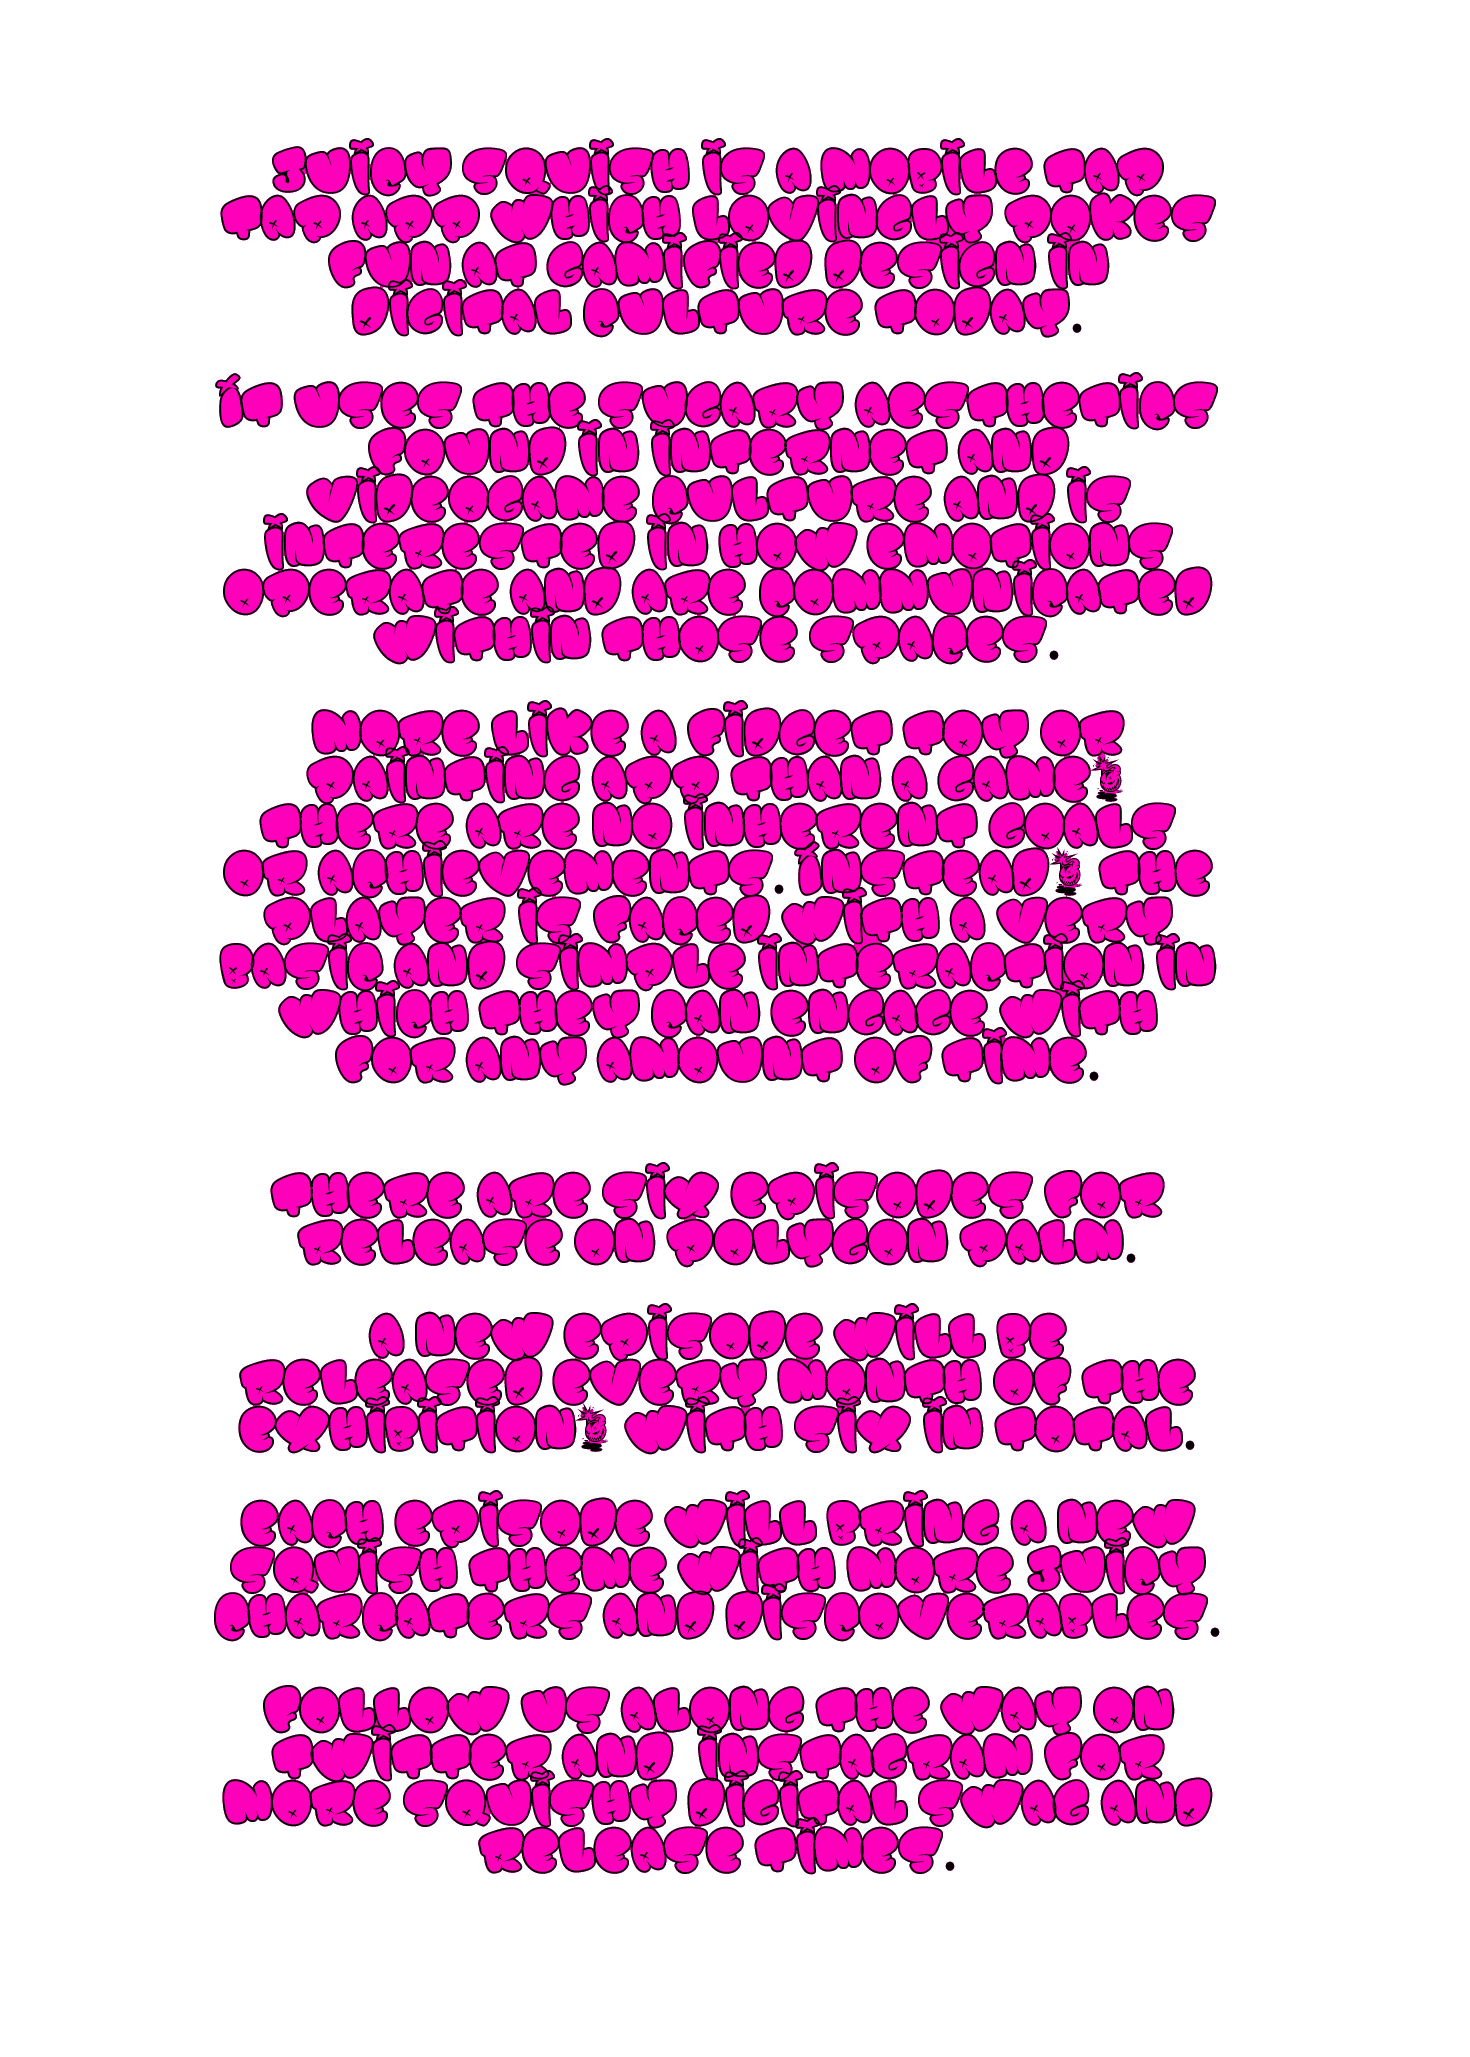 JUICY SQUISH IS A MOBILE TAP
TAP APP WHICH LOVINGLY POKES
FUN AT GAMIFIED DESIGN IN
DIGITAL CULTURE TODAY.
IT USES THE SUGARY AESTHETICS
FOUND IN INTERNET AND
VIDEOGAME CULTURE AND IS
INTERESTED IN HOW EMOTIONS
OPERATE AND ARE COMMUNICATED
WITHIN THOSE SPACES.
MORE LIKE A FIDGET TOY OR
PAINTING APP THAN A GAME,
THERE ARE NO INHERENT GOALS
OR ACHIEVEMENTS. INSTEAD, THE
PLAYER IS FACED WITH A VERY
BASIC AND SIMPLE INTERACTION IN
WHICH THEY CAN ENGAGE WITH
FOR ANY AMOUNT OF TIME.
THERE ARE SIX EPISODES FOR
RELEASE ON POLYGON PALM.
A NEW EPISODE WILL BE
RELEASED EVERY MONTH OF THE
EXHIBITION, WITH SIX IN TOTAL.
EACH EPISODE WILL BRING A NEW
SQUISH THEME WITH MORE JUICY
CHARCATERS AND DISCOVERABLES.
FOLLOW US ALONG THE WAY ON
TWITTER AND INSTAGRAM FOR
MORE SQUISHY DIGITAL SWAG AND
RELEASE TIMES.